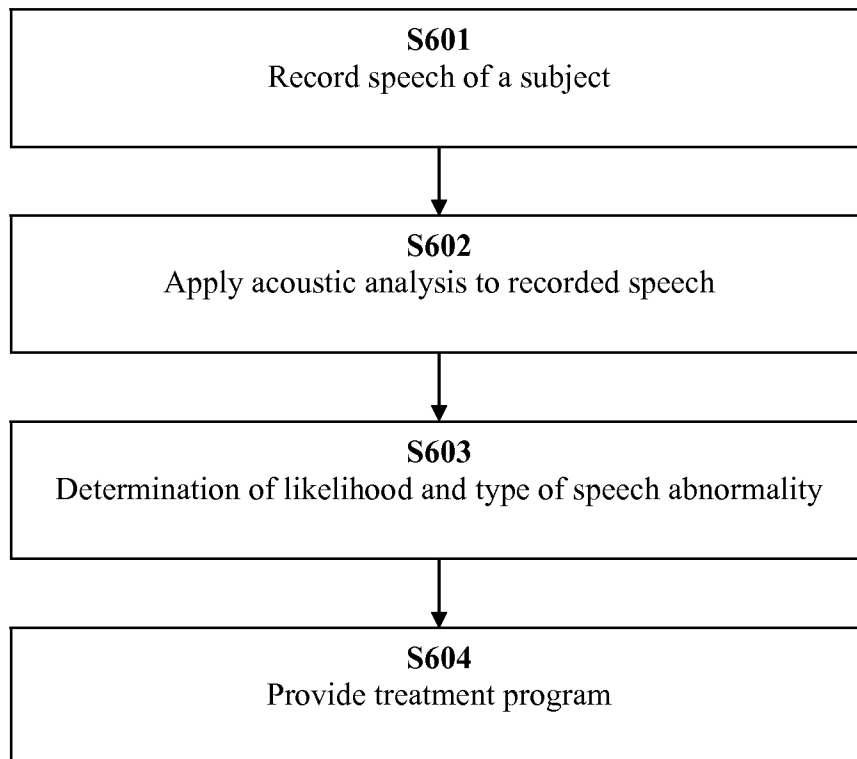 S601
Record speech of a subject
S602
Apply acoustic analysis to recorded speech
S603
Determination of likelihood and type of speech abnormality
S604
Provide treatment program